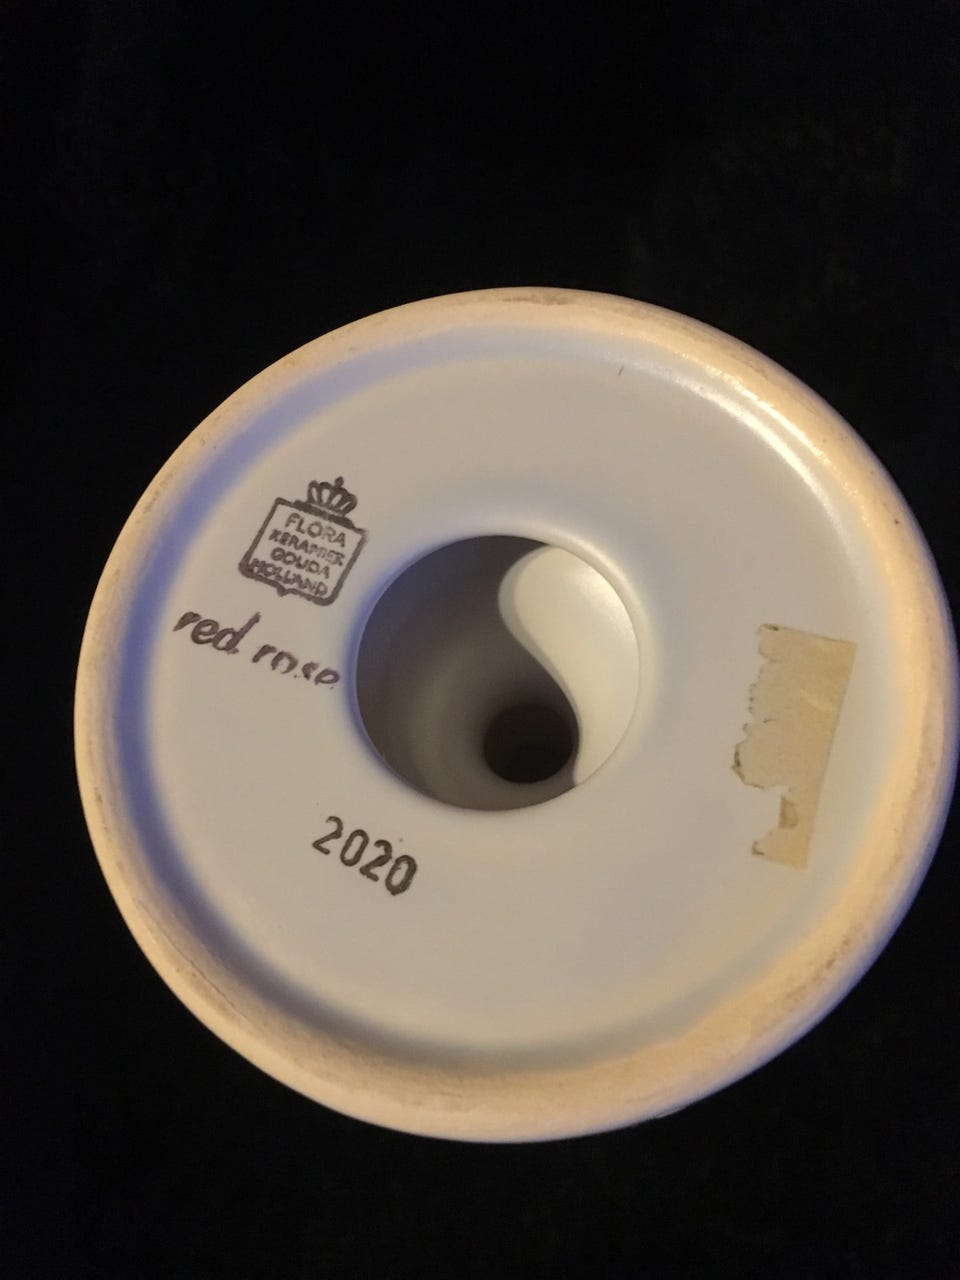 FLORA
KERAMIEK
GOUDA
HOLLAND
red rose
2020